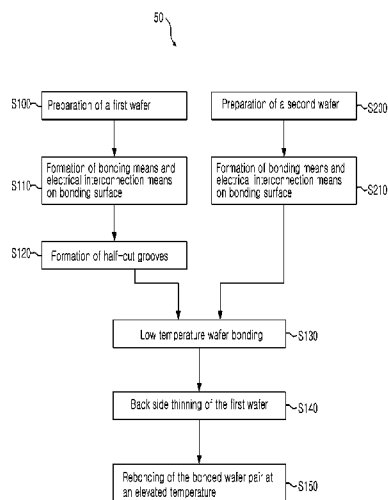 50
S100
Preparation of a first wafer
Preparation of a second wafer
S200
S110
Formation of bonding means and
electrical interconnection means
on bonding surface
Formation of bonding means and
electrical interconnection means
on bonding surface
S210
S120
Formation of half-cut grooves
Low temperature wafer bonding
S130
Back side thinning of the first wafer
S140
Rebonding of the bonded wafer pair at
an elevated temperature
S150